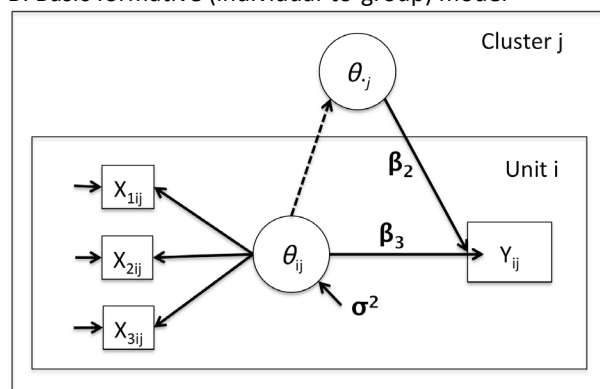 B. Basic formative (individual-to-group) model
Cluster j
θ.j
β2
Unit i
X1ij
X2ij
X3ij
θij
β3
Yij
σ2